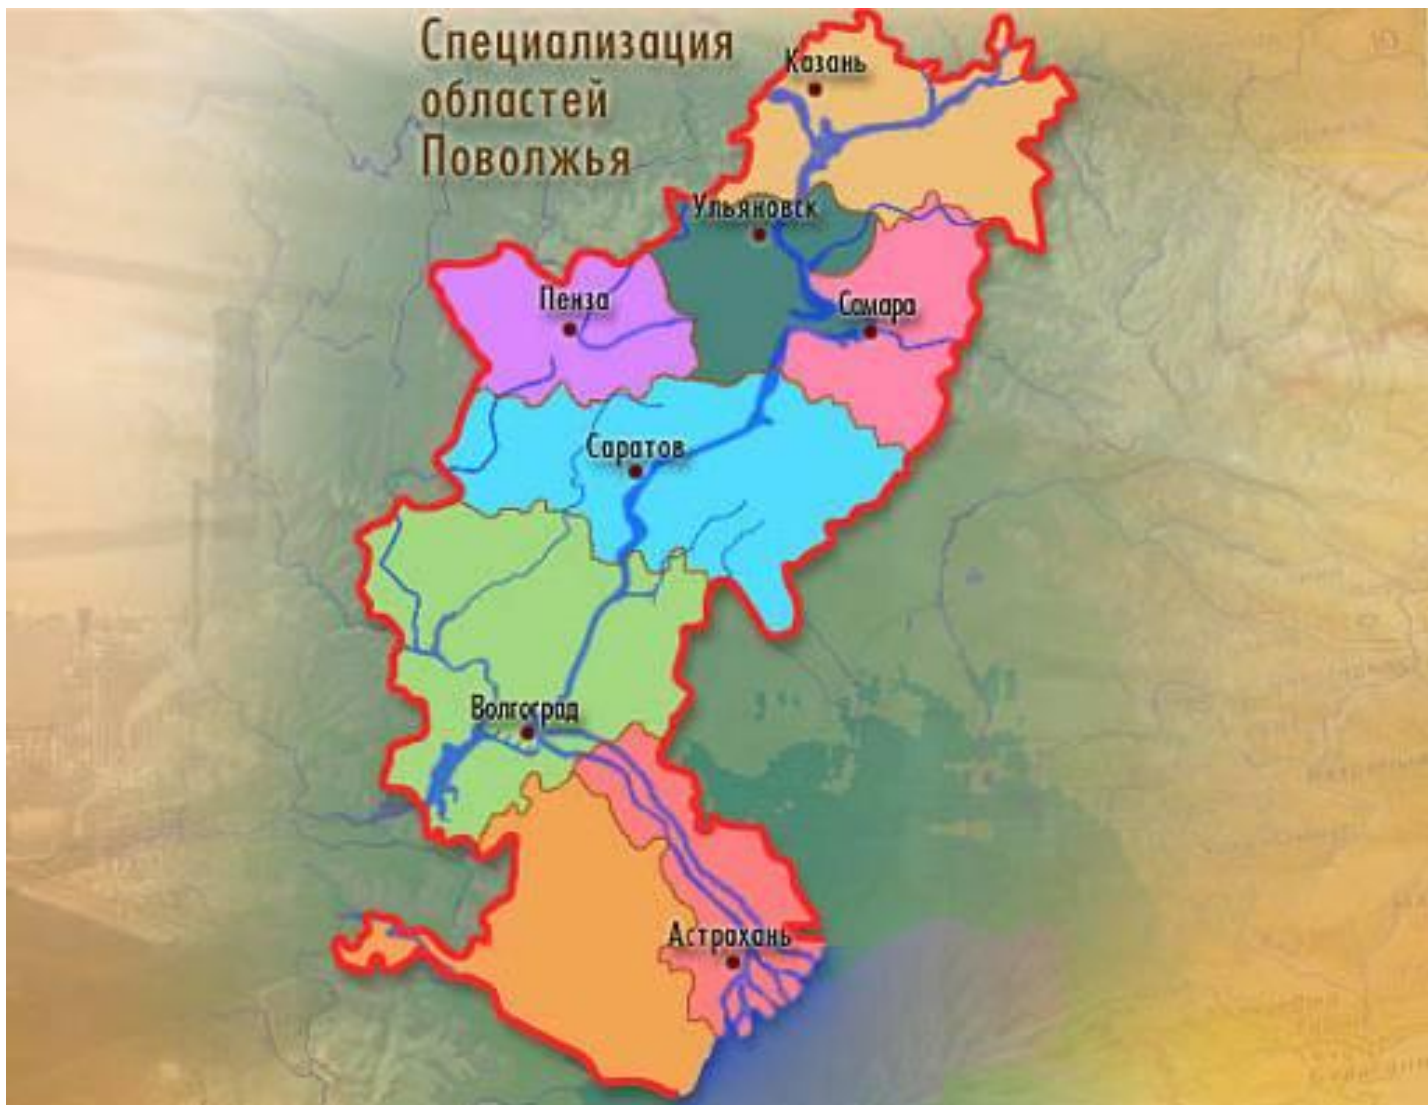 Специализация
областей
Поволжья
Казань
Ульяновск
Пенза
Самара
Саратов
Волгоград
Астрахань